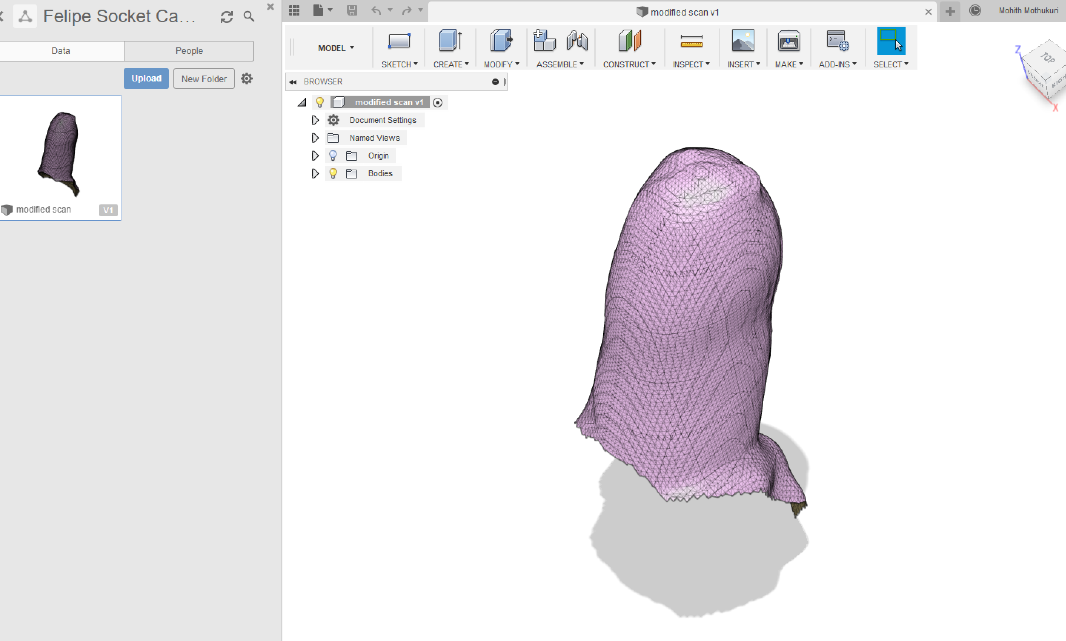 Felipe Socket Ca...
Data People
Upload New Folder
modified scan V1
modified scan v1
Mohith Mothukuri
MODEL
SKETCH CREATE MODIFY ASSEMBLE CONSTRUCT INSPECT INSERT MAKE ADD-INS SELECT
BROWSER
modified scan v1
Document Settings
Named Views
Origin
Bodies
Z
TOP
X